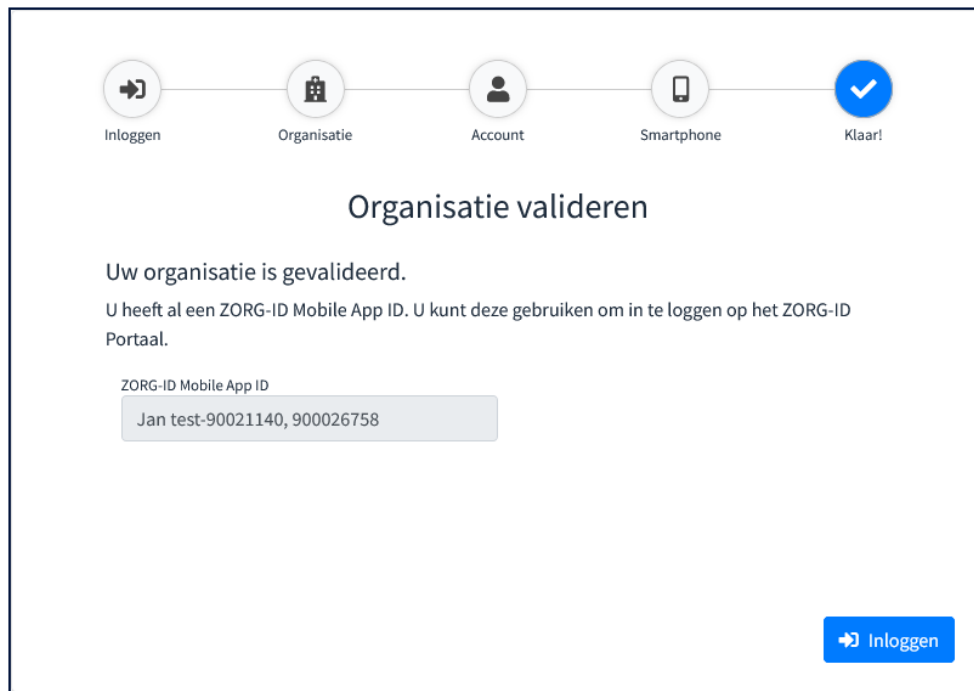 Inloggen
Organisatie
Account
Smartphone
Klaar!
Organisatie valideren
Uw organisatie is gevalideerd.
U heeft al een ZORG-ID Mobile App ID. U kunt deze gebruiken om in te loggen op het ZORG-ID
Portaal.
ZORG-ID Mobile App ID
Jan test-90021140, 900026758
Inloggen